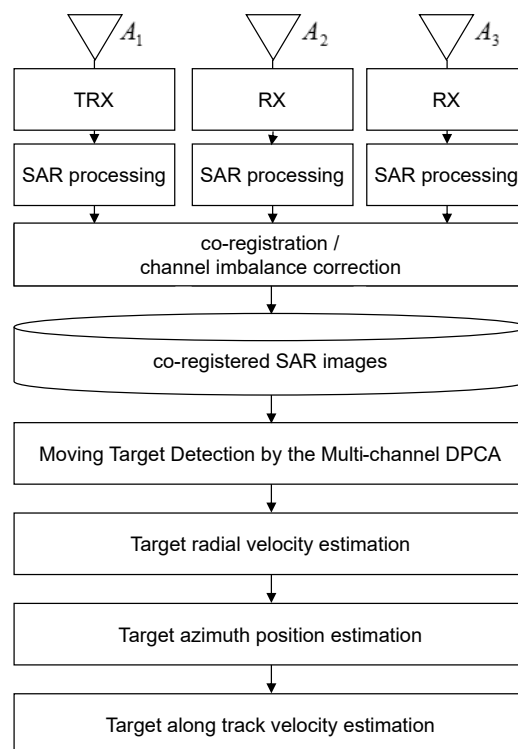 A1 A2 A3
TRX RX RX
SAR processing SAR processing SAR processing
co-registration /
channel imbalance correction
co-registered SAR images
Moving Target Detection by the Multi-channel DPCA
Target radial velocity estimation
Target azimuth position estimation
Target along track velocity estimation